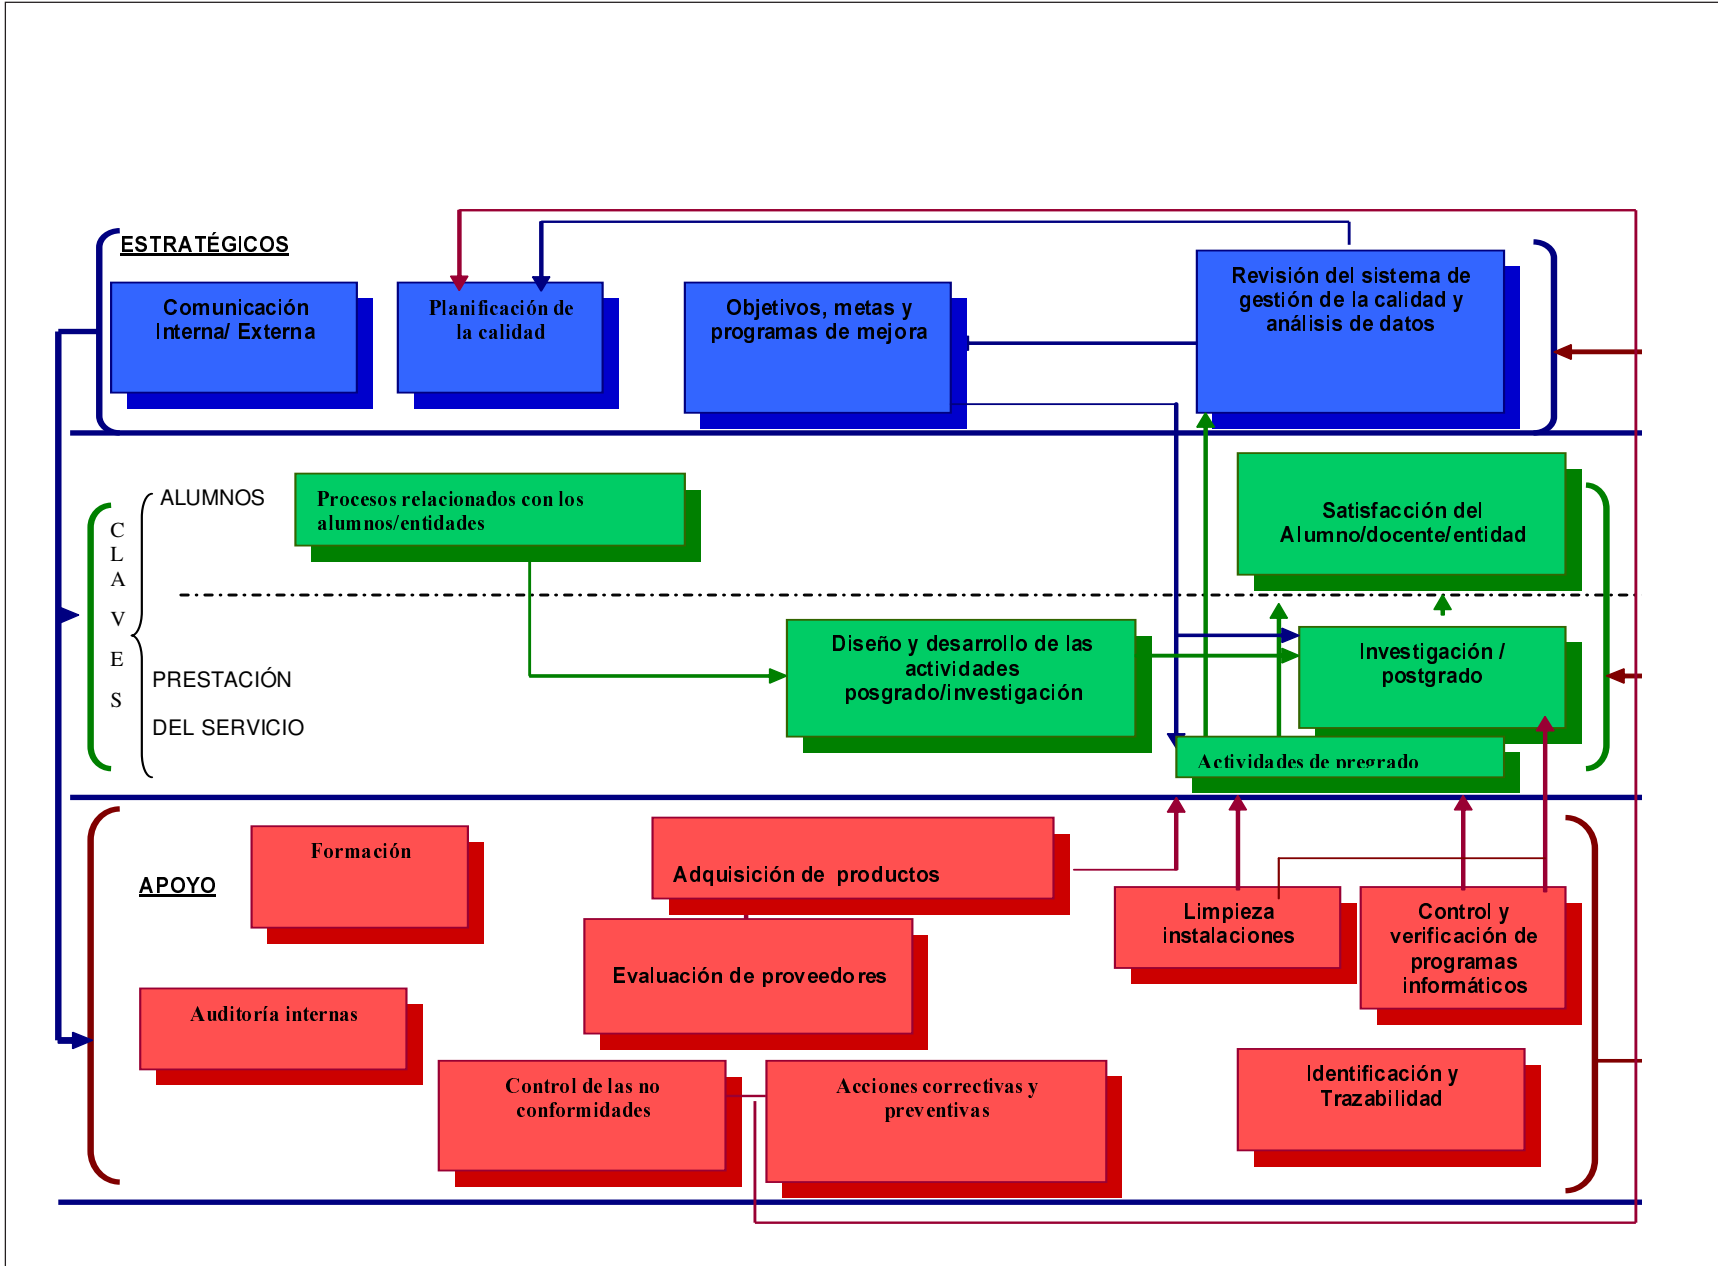 ESTRATÉGICOS
Comunicación
Interna/ Externa
Planificación de
la calidad
Objetivos, metas y
programas de mejora
Revisión del sistema de
gestión de la calidad y
análisis de datos
C
L
A
V
E
S
ALUMNOS
Procesos relacionados con los
alumnos/entidades
Satisfacción del
Alumno/docente/entidad
PRESTACIÓN
DEL SERVICIO
Diseño y desarrollo de las
actividades
posgrado/investigación
Investigación /
postgrado
Actividades de pregrado
APOYO
Formación
Adquisición de productos
Limpieza
instalaciones
Control y
verificación de
programas
informáticos
Evaluación de proveedores
Auditoría internas
Control de las no
conformidades
Acciones correctivas y
preventivas
Identificación y
Trazabilidad